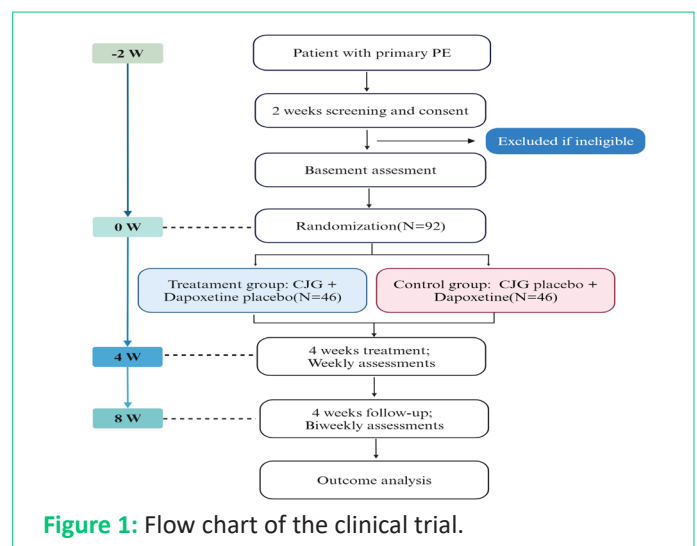 -2 W
Patient with primary PE
2 weeks screening and consent
Excluded if ineligible
Basement assesment
0 W
Randomization(N=92)
Treatament group: CJG +
Dapoxetine placebo(N=46)
Control group: CJG placebo +
Dapoxetine(N=46)
4 W
4 weeks treatment;
Weekly assessments
8 W
4 weeks follow-up;
Biweekly assessments
Outcome analysis
Figure 1: Flow chart of the clinical trial.